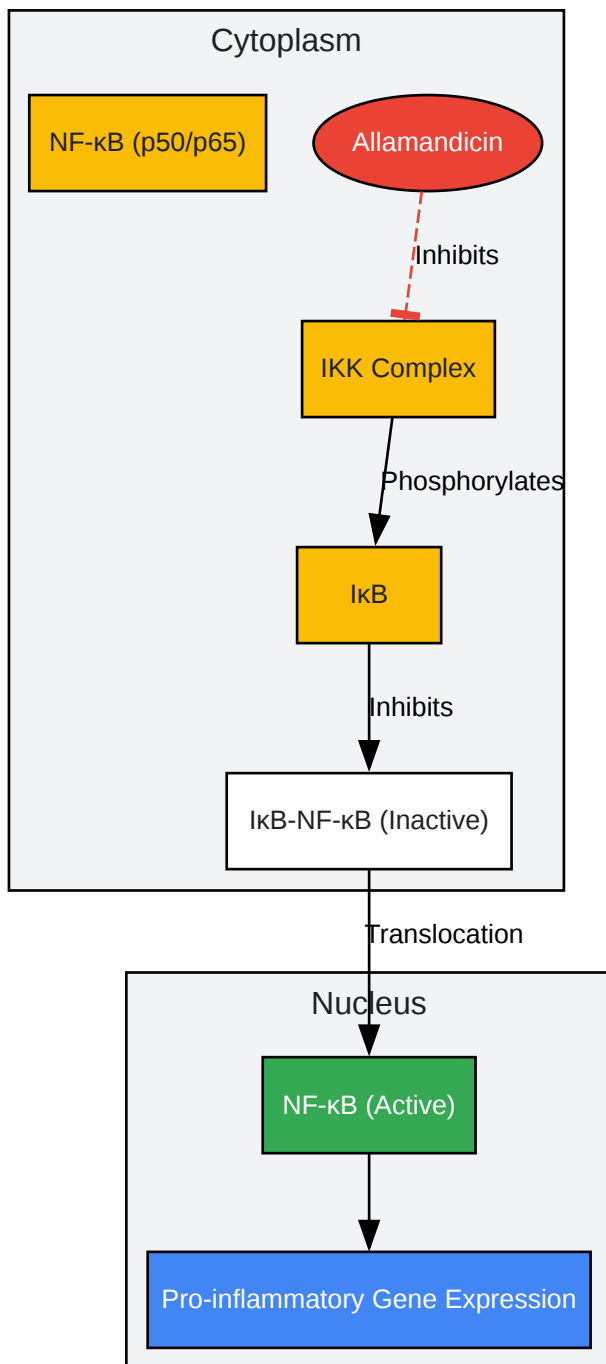 Cytoplasm
NF-κB (p50/p65)
Allamandicin
Inhibits
IKK Complex
Phosphorylates
IκB
Inhibits
IκB-NF-κB (Inactive)
Translocation
Nucleus
NF-κB (Active)
Pro-inflammatory Gene Expression